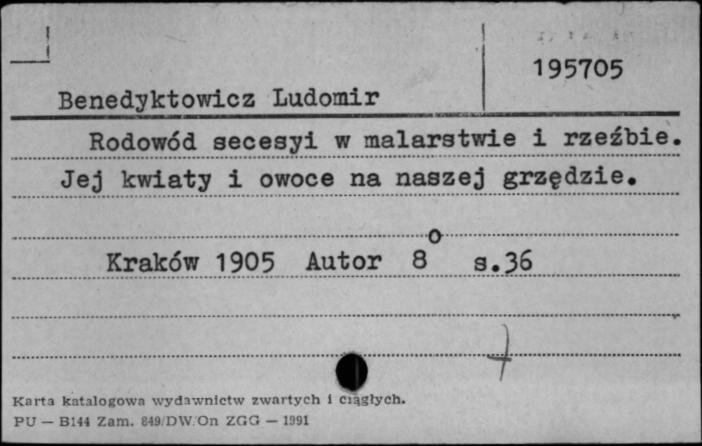 195705
Benedyktowicz Ludomir
Rodowód secesyi w malarstwie i rzeźbie.
Jej kwiaty i owoce na naszej grzędzie.
Kraków 1905 Autor 8° s.36
Karta katalogowa wydawnictw zwartych i ciągłych.
PU — B144 Zam. 849/DW/On ZGG — 1991